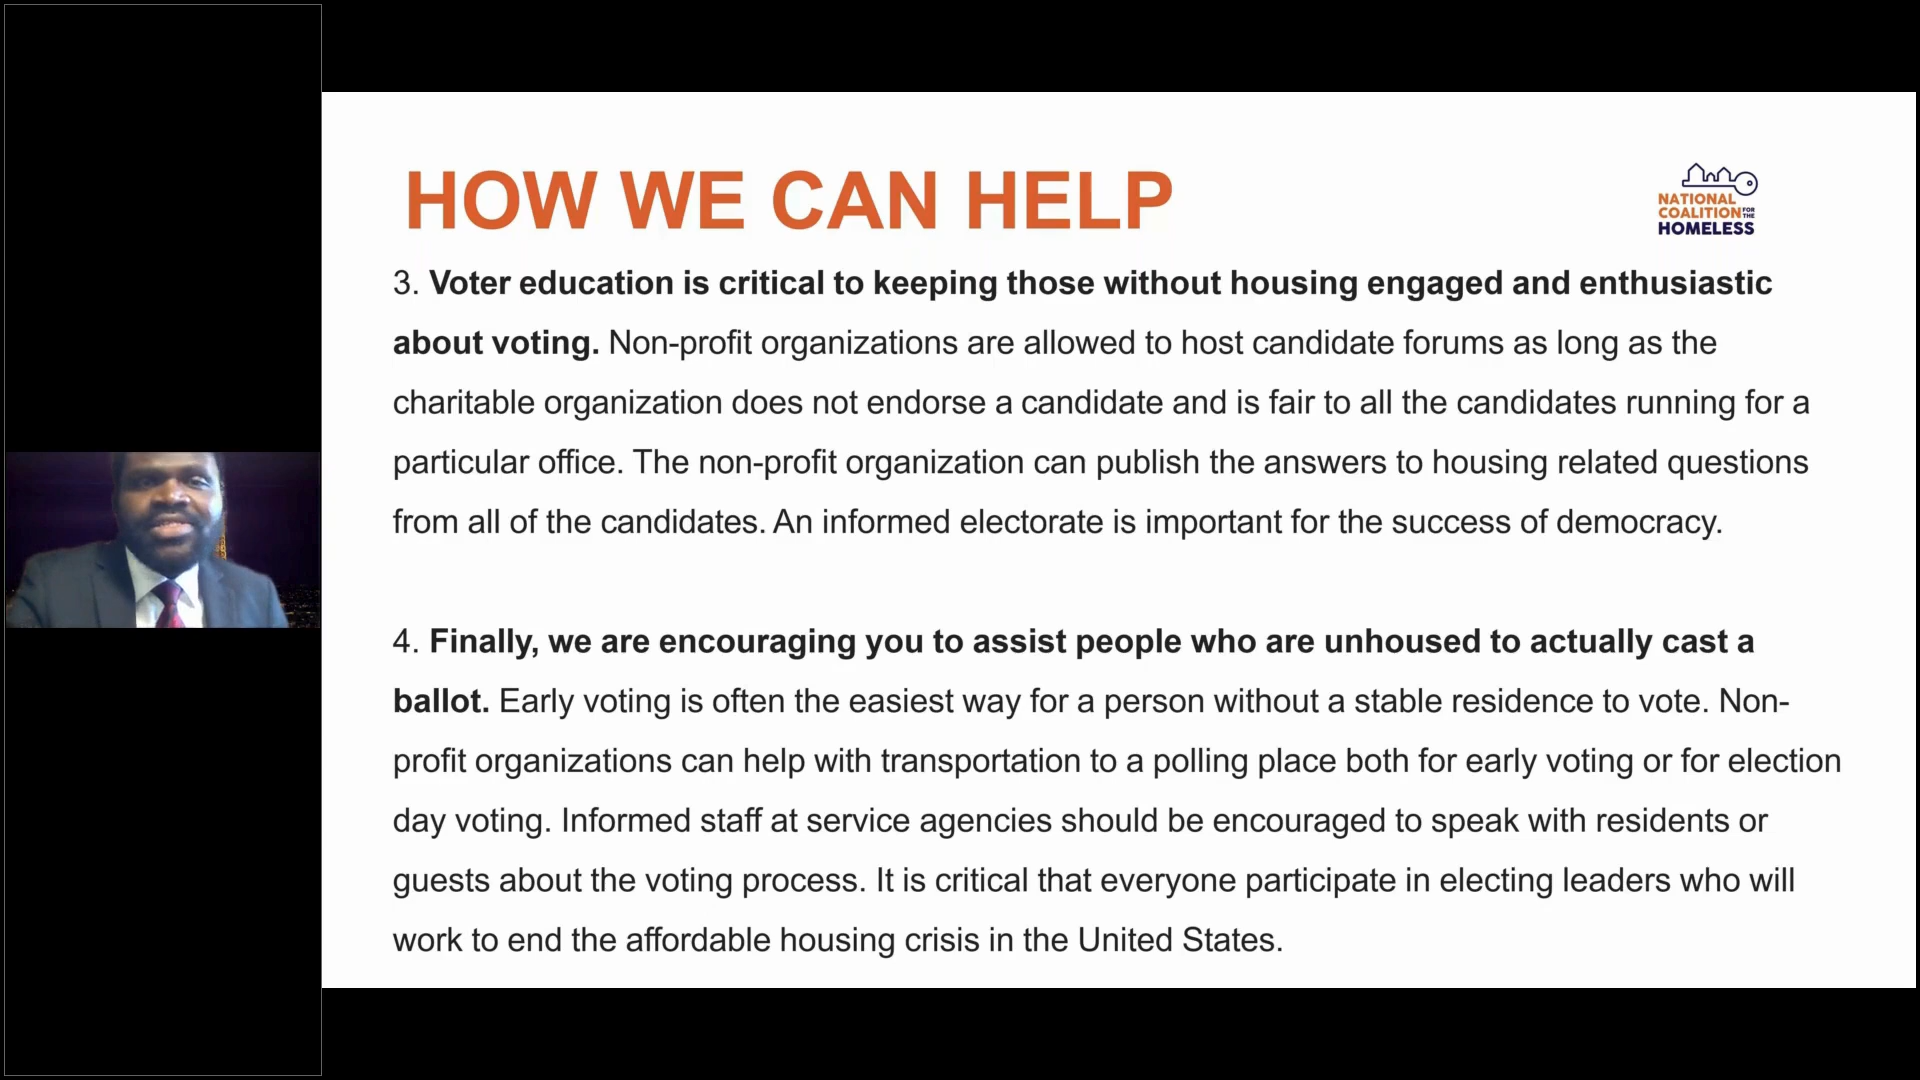 HOW WE CAN HELP
NATIONAL
COALITION FOR THE
HOMELESS
3. Voter education is critical to keeping those without housing engaged and enthusiastic
about voting. Non-profit organizations are allowed to host candidate forums as long as the
charitable organization does not endorse a candidate and is fair to all the candidates running for a
particular office. The non-profit organization can publish the answers to housing related questions
from all of the candidates. An informed electorate is important for the success of democracy.
4. Finally, we are encouraging you to assist people who are unhoused to actually cast a
ballot. Early voting is often the easiest way for a person without a stable residence to vote. Non-
profit organizations can help with transportation to a polling place both for early voting or for election
day voting. Informed staff at service agencies should be encouraged to speak with residents or
guests about the voting process. It is critical that everyone participate in electing leaders who will
work to end the affordable housing crisis in the United States.